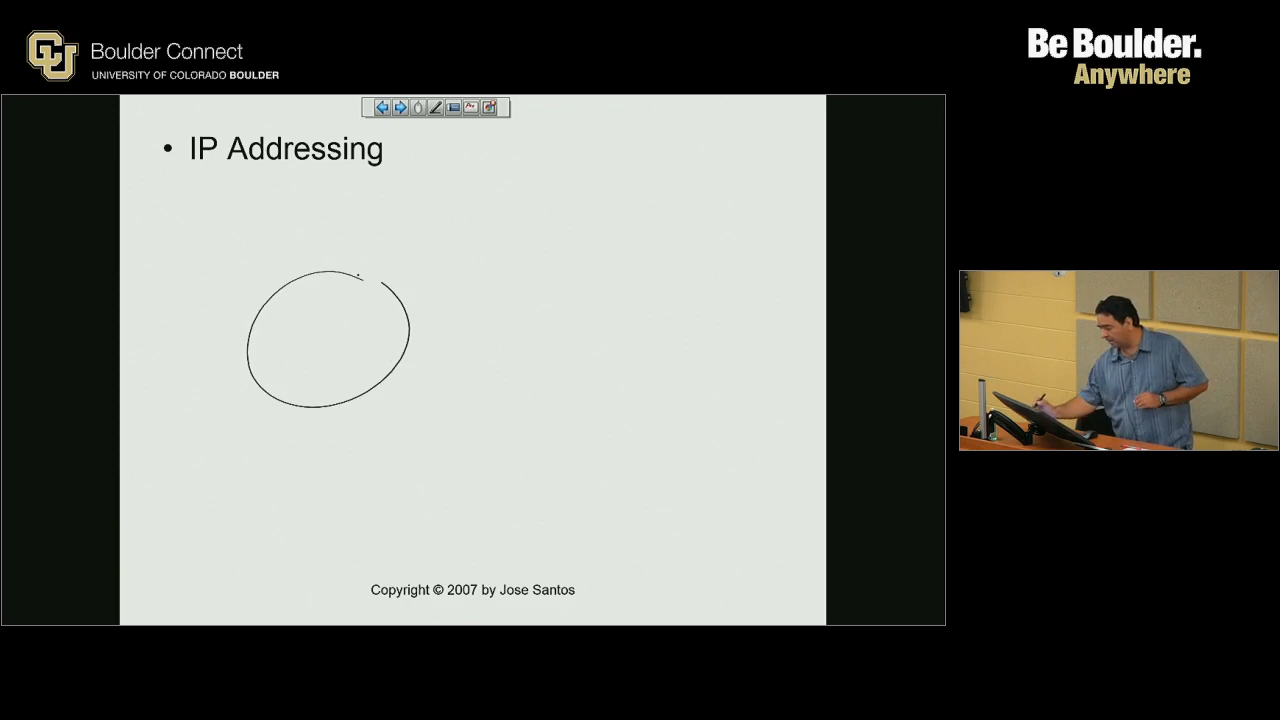 Boulder Connect
UNIVERSITY OF COLORADO BOULDER
Be Boulder.
Anywhere
• IP Addressing
Copyright © 2007 by Jose Santos